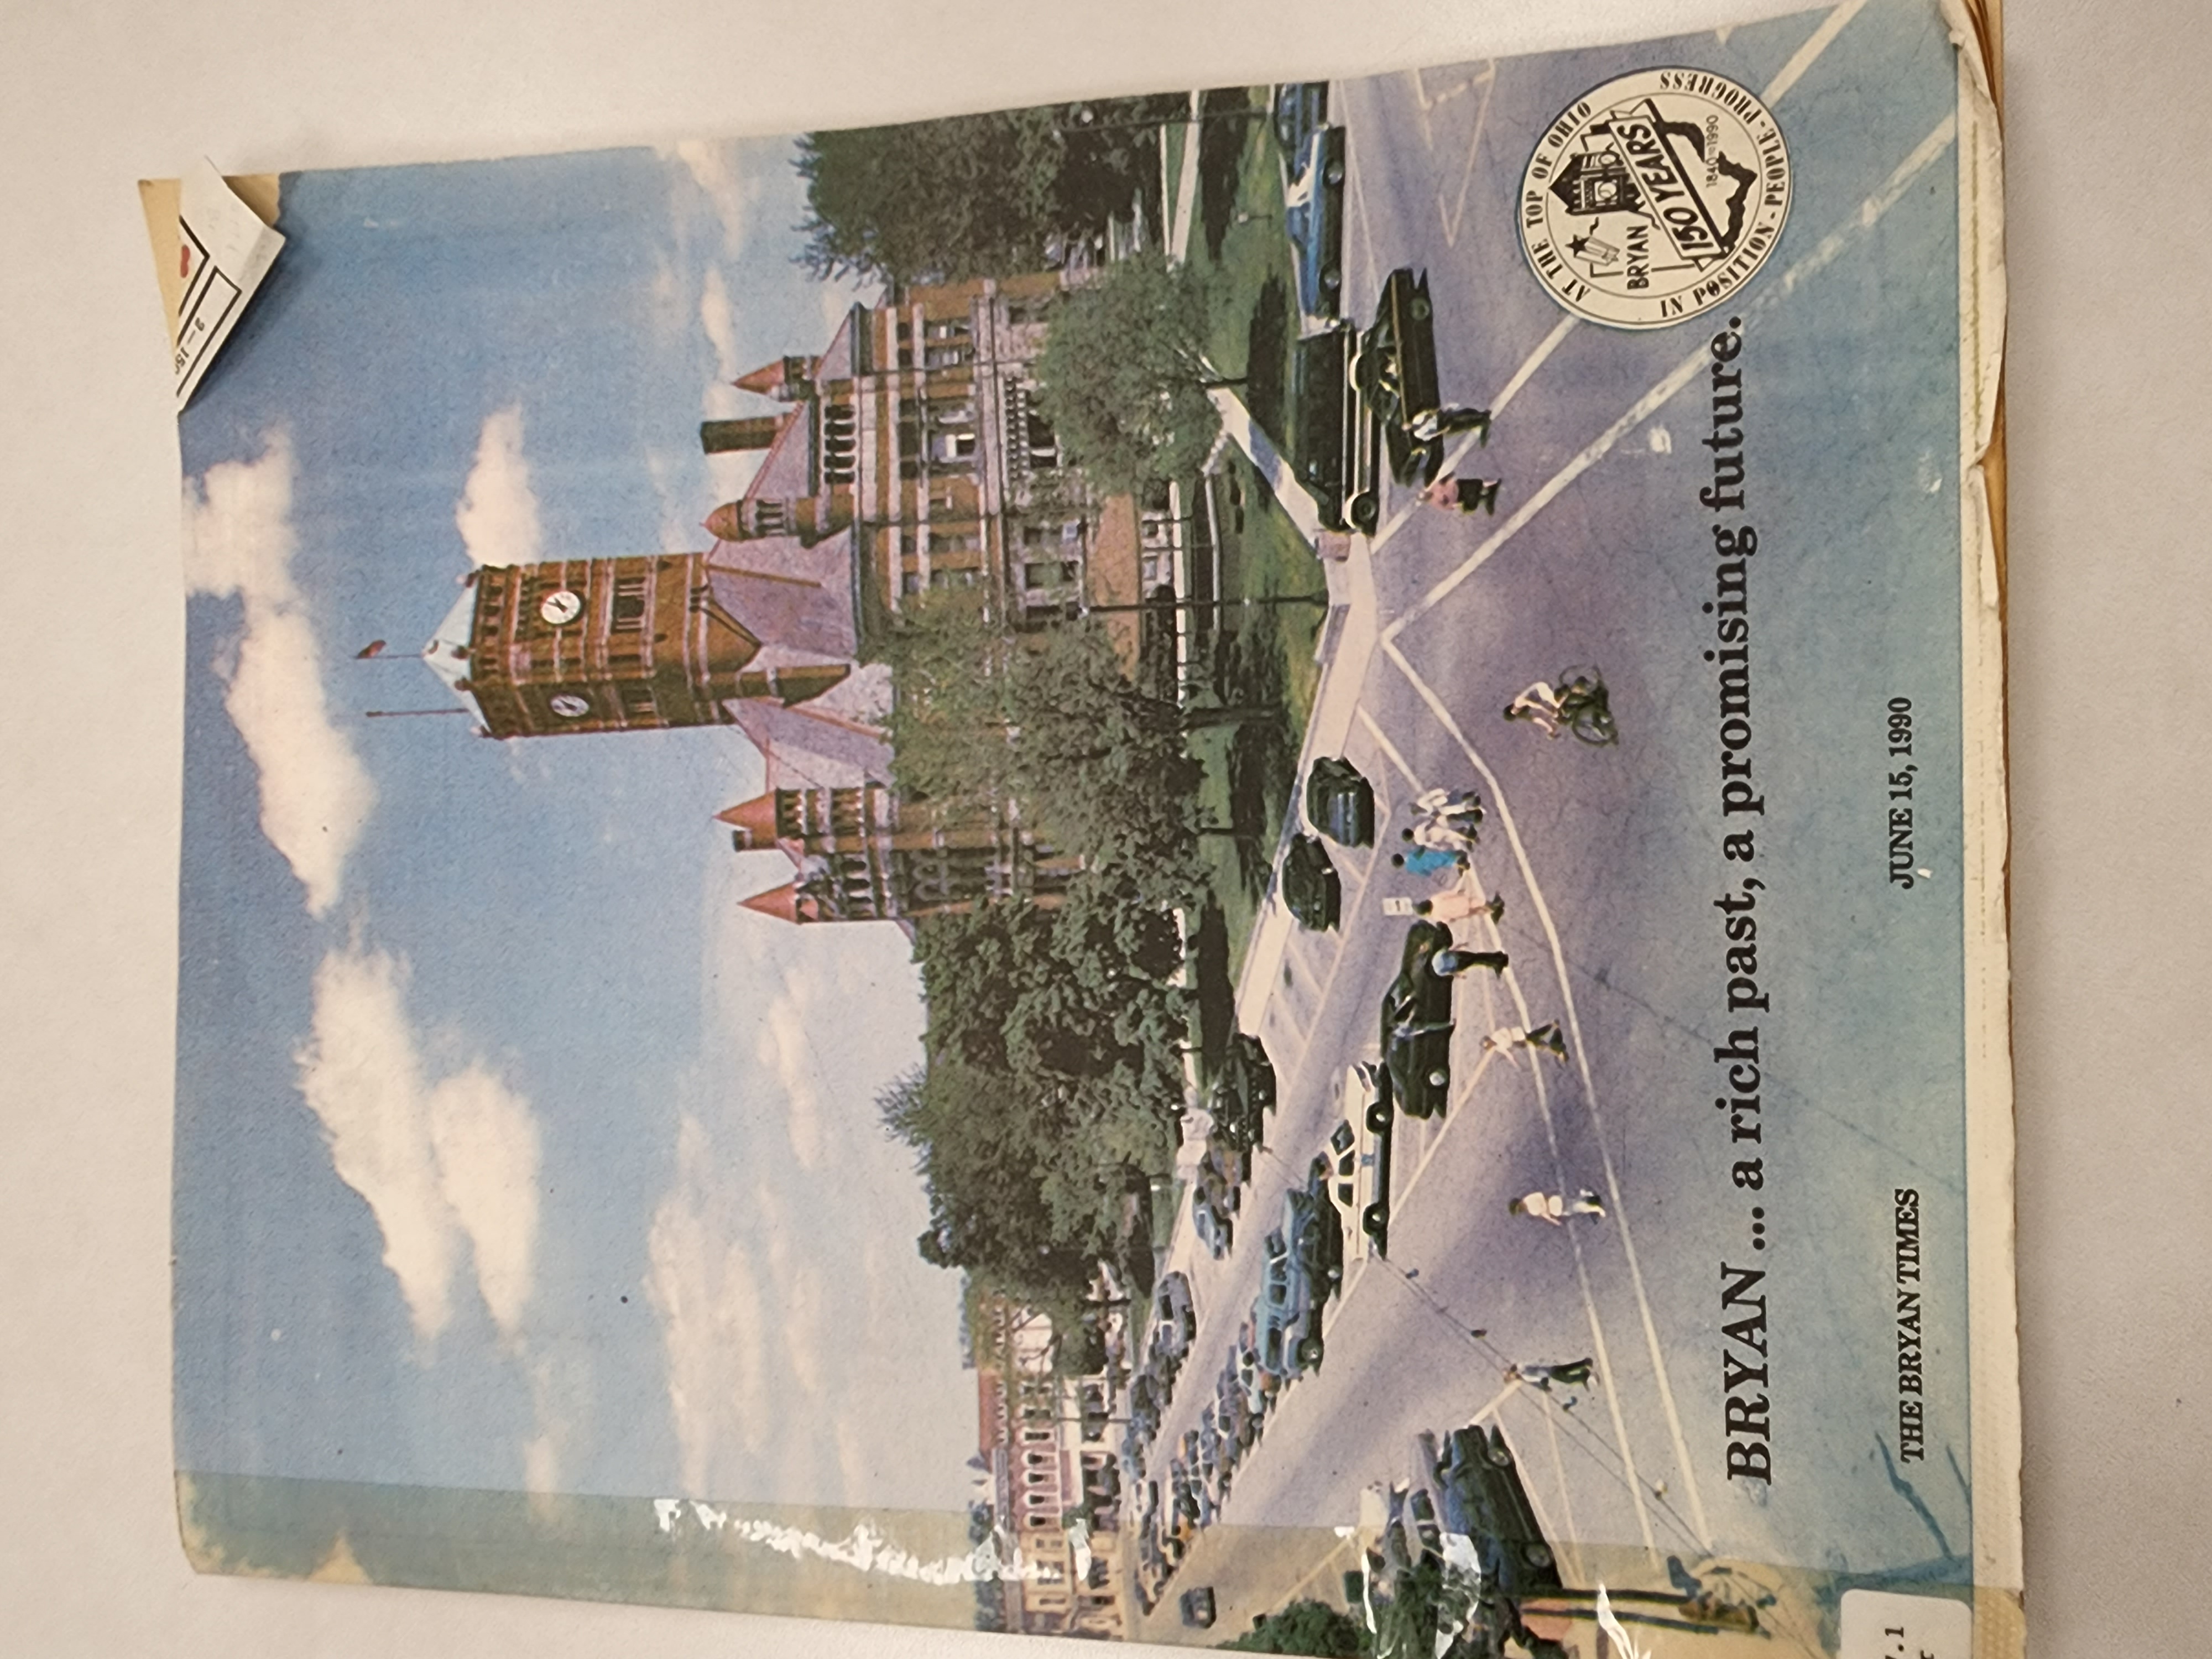 AT THE TOP OF OHIO
BRYAN
150 YEARS
1840 TO 1990
IN POSITION - PEOPLE - PROGRESS
BRYAN ... a rich past, a promising future.
THE BRYAN TIMES
JUNE 15, 1990